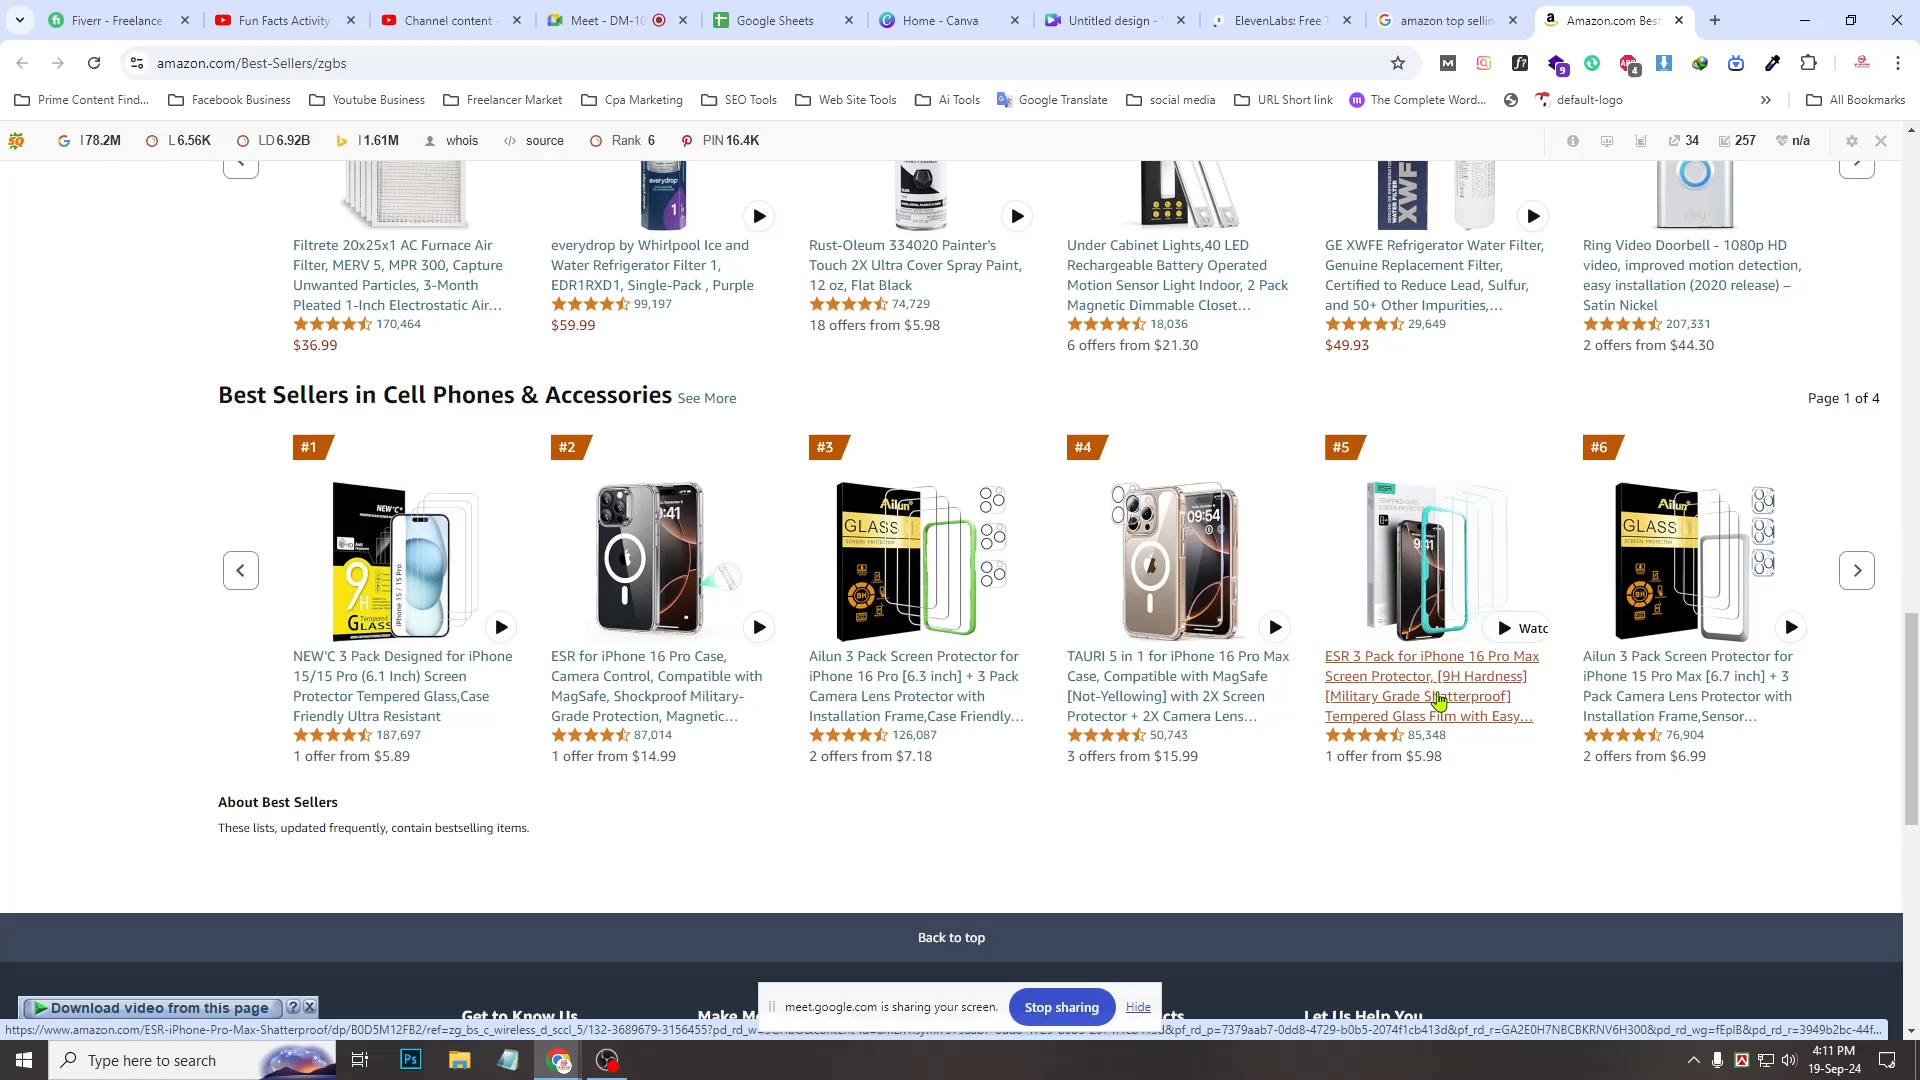 Fiverr - Freelance
Fun Facts Activity
Channel content -
Meet - DM-10
Google Sheets
Home - Canva
Untitled design -
ElevenLabs: Free T
amazon top sellin
Amazon.com Best
amazon.com/Best-Sellers/zgbs
Prime Content Find...
Facebook Business
Youtube Business
Freelancer Market
Cpa Marketing
SEO Tools
Web Site Tools
Ai Tools
Google Translate
social media
URL Short link
The Complete Word...
default-logo
All Bookmarks
I 78.2M
L 6.56K
LD 6.92B
I 1.61M
whois
source
Rank 6
PIN 16.4K
34
257
n/a
Filtrete 20x25x1 AC Furnace Air
Filter, MERV 5, MPR 300, Capture
Unwanted Particles, 3-Month
Pleated 1-Inch Electrostatic Air...
170,464
$36.99
everydrop by Whirlpool Ice and
Water Refrigerator Filter 1,
EDR1RXD1, Single-Pack , Purple
99,197
$59.99
Rust-Oleum 334020 Painter's
Touch 2X Ultra Cover Spray Paint,
12 oz, Flat Black
74,729
18 offers from $5.98
Under Cabinet Lights,40 LED
Rechargeable Battery Operated
Motion Sensor Light Indoor, 2 Pack
Magnetic Dimmable Closet...
18,036
6 offers from $21.30
GE XWFE Refrigerator Water Filter,
Genuine Replacement Filter,
Certified to Reduce Lead, Sulfur,
and 50+ Other Impurities,...
29,649
$49.93
Ring Video Doorbell - 1080p HD
video, improved motion detection,
easy installation (2020 release) –
Satin Nickel
207,331
2 offers from $44.30
Best Sellers in Cell Phones & Accessories See More
Page 1 of 4
#1
#2
#3
#4
#5
#6
NEW'C 3 Pack Designed for iPhone
15/15 Pro (6.1 Inch) Screen
Protector Tempered Glass,Case
Friendly Ultra Resistant
187,697
1 offer from $5.89
ESR for iPhone 16 Pro Case,
Camera Control, Compatible with
MagSafe, Shockproof Military-
Grade Protection, Magnetic...
87,014
1 offer from $14.99
Ailun 3 Pack Screen Protector for
iPhone 16 Pro [6.3 inch] + 3 Pack
Camera Lens Protector with
Installation Frame,Case Friendly...
126,087
2 offers from $7.18
TAURI 5 in 1 for iPhone 16 Pro Max
Case, Compatible with MagSafe
[Not-Yellowing] with 2X Screen
Protector + 2X Camera Lens...
50,743
3 offers from $15.99
Watc
ESR 3 Pack for iPhone 16 Pro Max
Screen Protector, [9H Hardness]
[Military Grade Shatterproof]
Tempered Glass Film with Easy...
85,348
1 offer from $5.98
Ailun 3 Pack Screen Protector for
iPhone 15 Pro Max [6.7 inch] + 3
Pack Camera Lens Protector with
Installation Frame,Sensor...
76,904
2 offers from $6.99
About Best Sellers
These lists, updated frequently, contain bestselling items.
Back to top
Get to Know Us
Make M
Let Us Help You
Download video from this page
meet.google.com is sharing your screen.
Stop sharing
Hide
Type here to search
4:11 PM
19-Sep-24